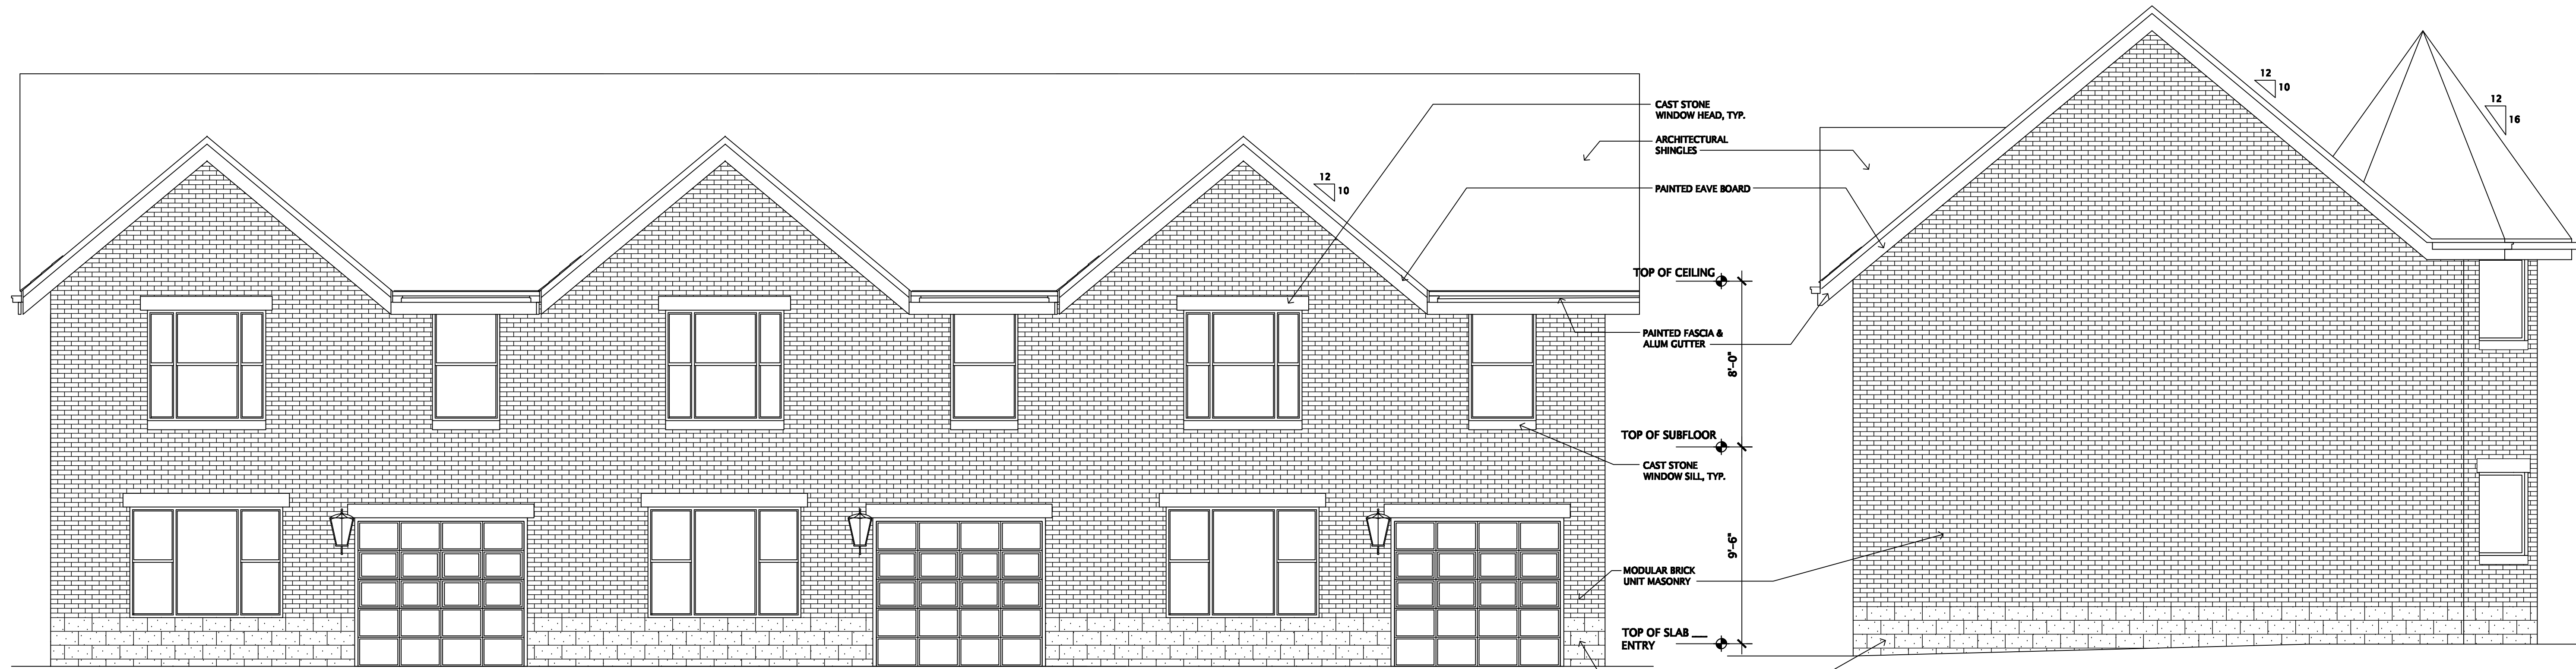 CAST STONE
WINDOW HEAD, TYP.
ARCHITECTURAL
SHINGLES
PAINTED EAVE BOARD
12
10
12
10
12
16
TOP OF CEILING
PAINTED FASCIA &
ALUM GUTTER
8'-0"
TOP OF SUBFLOOR
CAST STONE
WINDOW SILL, TYP.
9'-6"
MODULAR BRICK
UNIT MASONRY
TOP OF SLAB ___
ENTRY